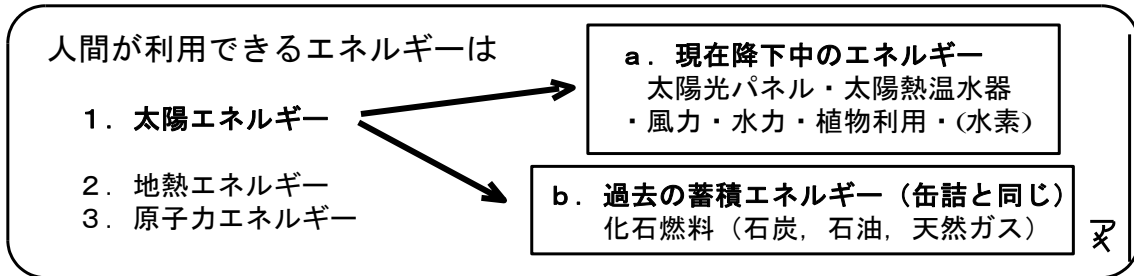 人間が利用できるエネルギーは
１．太陽エネルギー
２．地熱エネルギー
３．原子力エネルギー
ａ．現在降下中のエネルギー
太陽光パネル・太陽熱温水器
・風力・水力・植物利用・(水素)
ｂ．過去の蓄積エネルギー（缶詰と同じ）
化石燃料（石炭，石油，天然ガス）